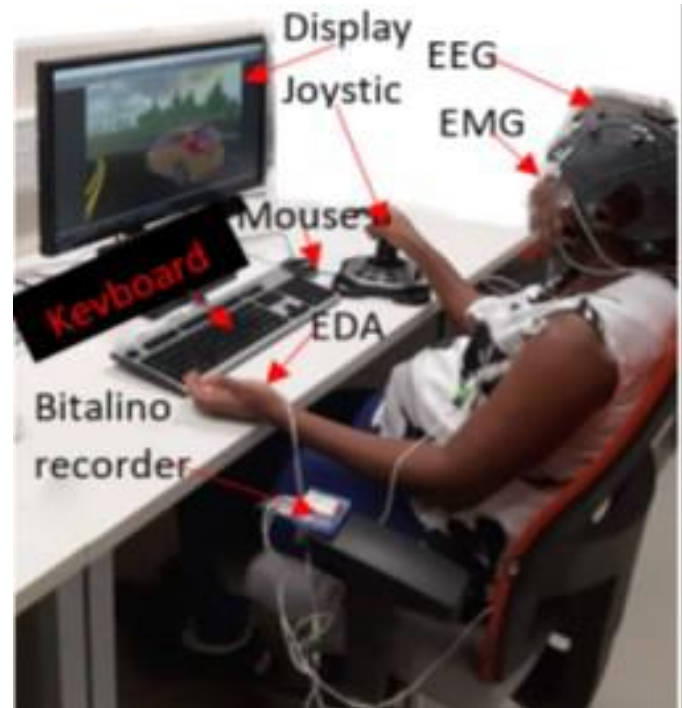 Display
EEG
Joystic
EMG
Mouse
Kevboard
EDA
Bitalino
recorder